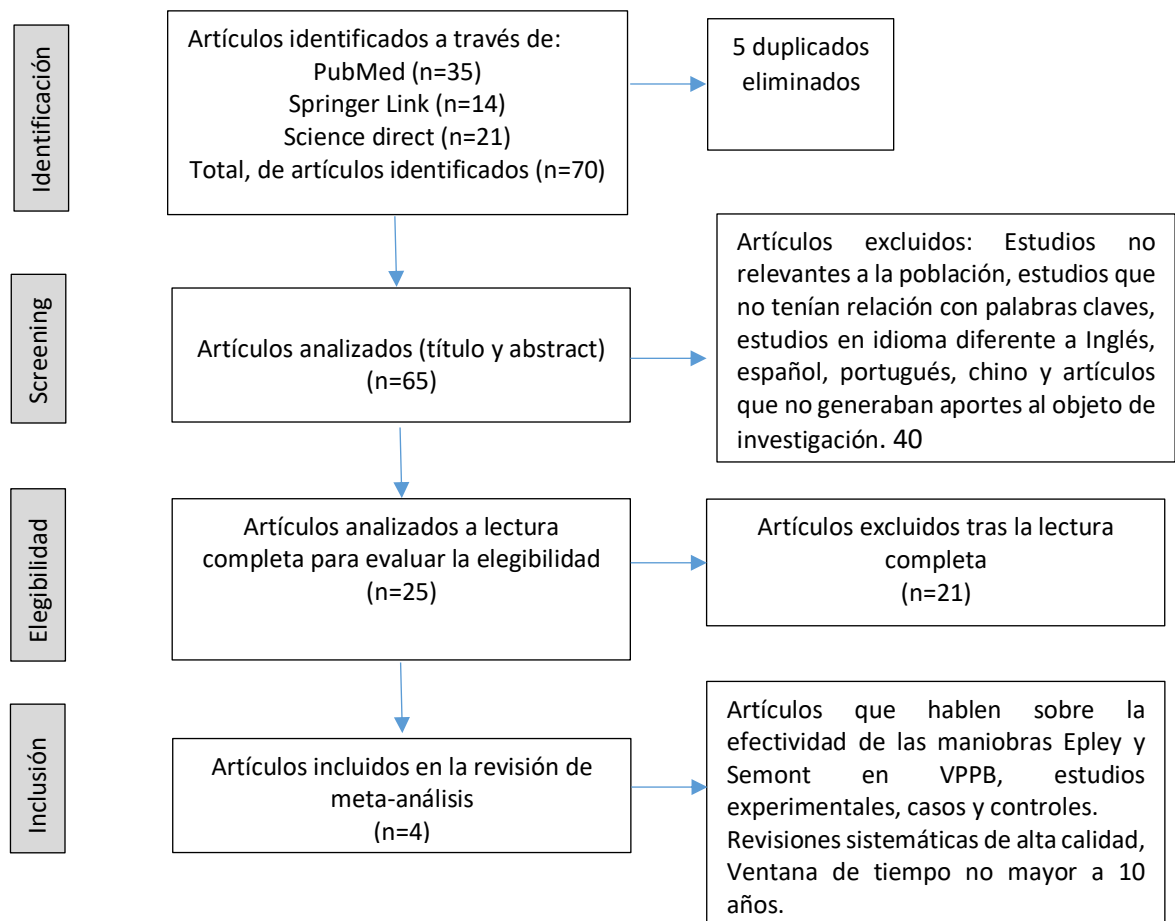 Identificación
Artículos identificados a través de:
PubMed (n=35)
Springer Link (n=14)
Science direct (n=21)
Total, de artículos identificados (n=70)
5 duplicados
eliminados
Screening
Artículos analizados (título y abstract)
(n=65)
Artículos excluidos: Estudios no
relevantes a la población, estudios que
no tenían relación con palabras claves,
estudios en idioma diferente a Inglés,
español, portugués, chino y artículos
que no generaban aportes al objeto de
investigación. 40
Elegibilidad
Artículos analizados a lectura
completa para evaluar la elegibilidad
(n=25)
Artículos excluidos tras la lectura
completa
(n=21)
Inclusión
Artículos incluidos en la revisión de
meta-análisis
(n=4)
Artículos que hablen sobre la
efectividad de las maniobras Epley y
Semont en VPPB, estudios
experimentales, casos y controles.
Revisiones sistemáticas de alta calidad,
Ventana de tiempo no mayor a 10
años.